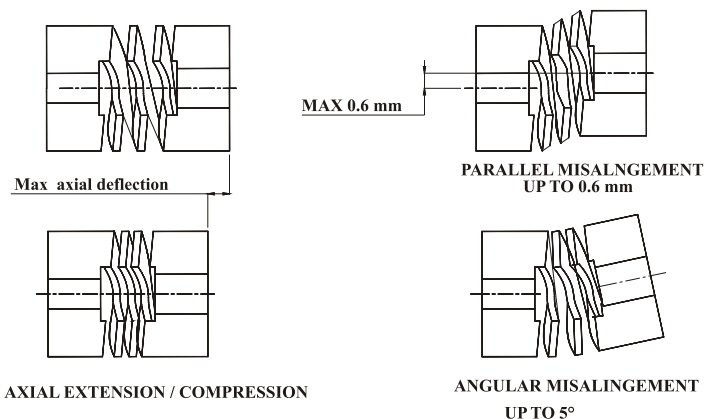 MAX 0.6 mm
PARALLEL MISALNGEMENT
UP TO 0.6 mm
Max axial deflection
AXIAL EXTENSION / COMPRESSION
ANGULAR MISALINGEMENT
UP TO 5°